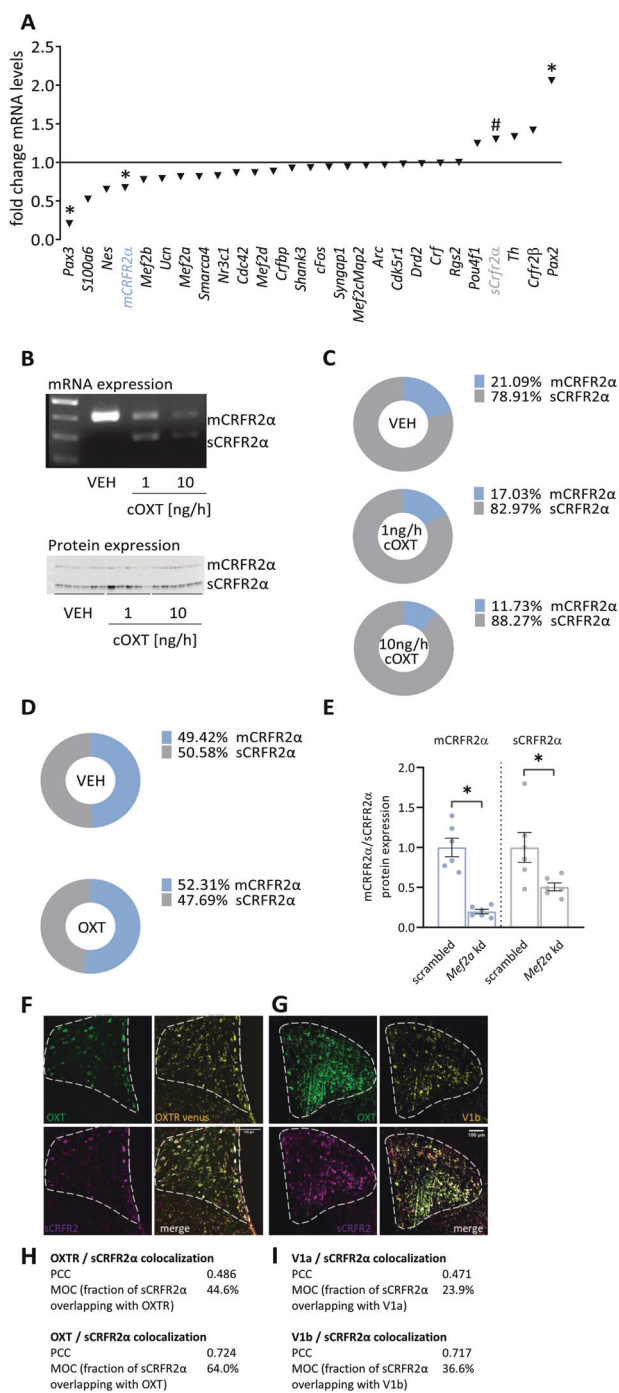 A
fold change mRNA levels
2.5
2.0
1.5
1.0
0.5
0.0
*
*
#
*
Pax3
S100a6
Nes
mCRFR2α
Mef2b
Ucn
Mef2a
Smarca4
Nr3c1
Cdc42
Mef2d
Crfbp
Shank3
cFos
Syngap1
Mef2cMap2
Arc
Cdk5r1
Drd2
Crf
Rgs2
Pou4f1
sCrfr2α
Th
Crfr2β
Pax2
B
mRNA expression
mCRFR2α
sCRFR2α
VEH 1 10
cOXT [ng/h]
Protein expression
mCRFR2α
sCRFR2α
VEH 1 10
cOXT [ng/h]
C
21.09% mCRFR2α
78.91% sCRFR2α
VEH
17.03% mCRFR2α
82.97% sCRFR2α
1ng/h
cOXT
11.73% mCRFR2α
88.27% sCRFR2α
10ng/h
cOXT
D
49.42% mCRFR2α
50.58% sCRFR2α
VEH
52.31% mCRFR2α
47.69% sCRFR2α
OXT
E
mCRFR2α sCRFR2α
mCRFR2α/sCRFR2α
protein expression
2.0
1.5
1.0
0.5
0.0
* *
scrambled
Mef2a kd
scrambled
Mef2a kd
F
OXT
OXTR venus
sCRFR2
merge
G
OXT
V1b
sCRFR2
merge
100 µm
H
OXTR / sCRFR2α colocalization
PCC 0.486
MOC (fraction of sCRFR2α 44.6%
overlapping with OXTR)
OXT / sCRFR2α colocalization
PCC 0.724
MOC (fraction of sCRFR2α 64.0%
overlapping with OXT)
I
V1a / sCRFR2α colocalization
PCC 0.471
MOC (fraction of sCRFR2α 23.9%
overlapping with V1a)
V1b / sCRFR2α colocalization
PCC 0.717
MOC (fraction of sCRFR2α 36.6%
overlapping with V1b)